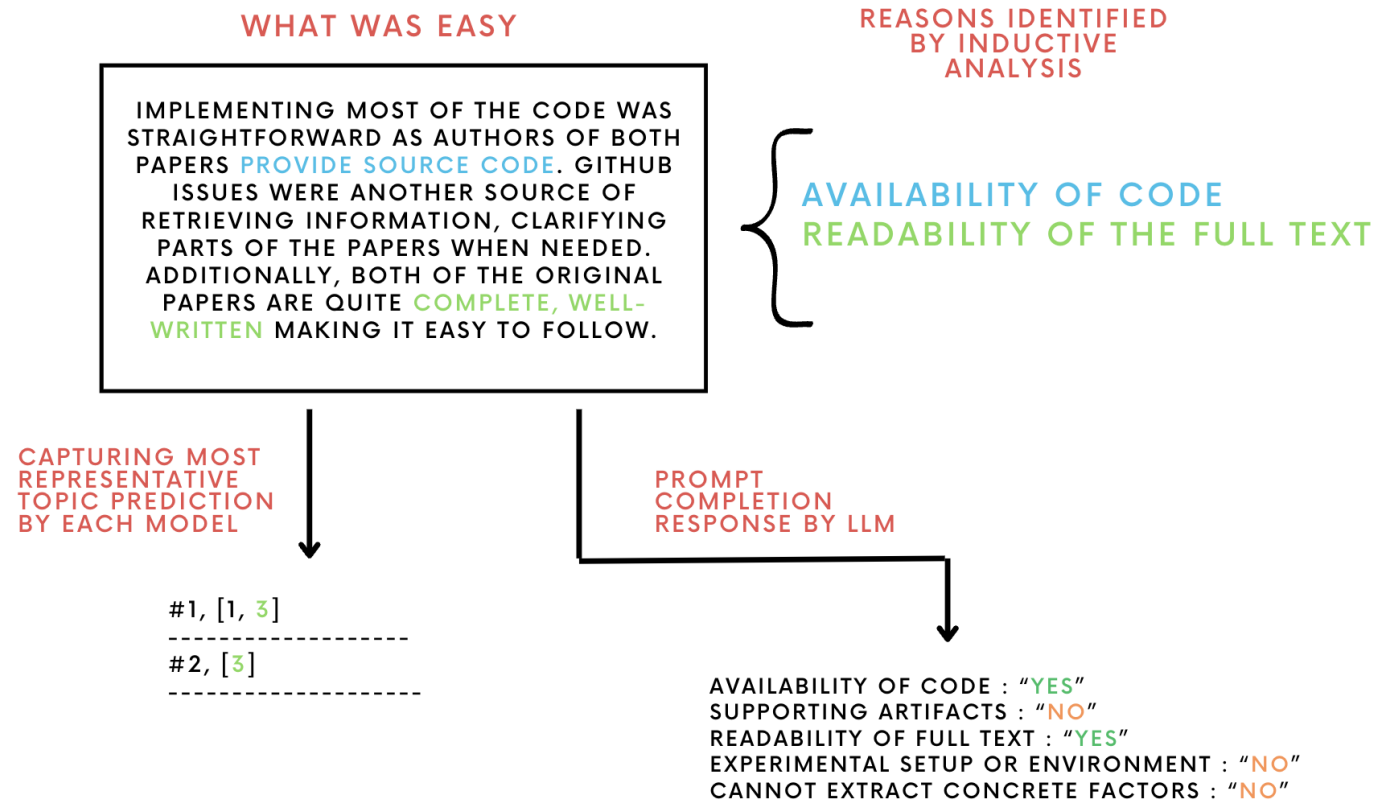 WHAT WAS EASY
REASONS IDENTIFIED
BY INDUCTIVE
ANALYSIS
IMPLEMENTING MOST OF THE CODE WAS
STRAIGHTFORWARD AS AUTHORS OF BOTH
PAPERS PROVIDE SOURCE CODE. GITHUB
ISSUES WERE ANOTHER SOURCE OF
RETRIEVING INFORMATION, CLARIFYING
PARTS OF THE PAPERS WHEN NEEDED.
ADDITIONALLY, BOTH OF THE ORIGINAL
PAPERS ARE QUITE COMPLETE, WELL-
WRITTEN MAKING IT EASY TO FOLLOW.
AVAILABILITY OF CODE
READABILITY OF THE FULL TEXT
CAPTURING MOST
REPRESENTATIVE
TOPIC PREDICTION
BY EACH MODEL
PROMPT
COMPLETION
RESPONSE BY LLM
#1, [1, 3]
-------------------
#2, [3]
--------------------
AVAILABILITY OF CODE : “YES”
SUPPORTING ARTIFACTS : “NO”
READABILITY OF FULL TEXT : “YES”
EXPERIMENTAL SETUP OR ENVIRONMENT : “NO”
CANNOT EXTRACT CONCRETE FACTORS : “NO”